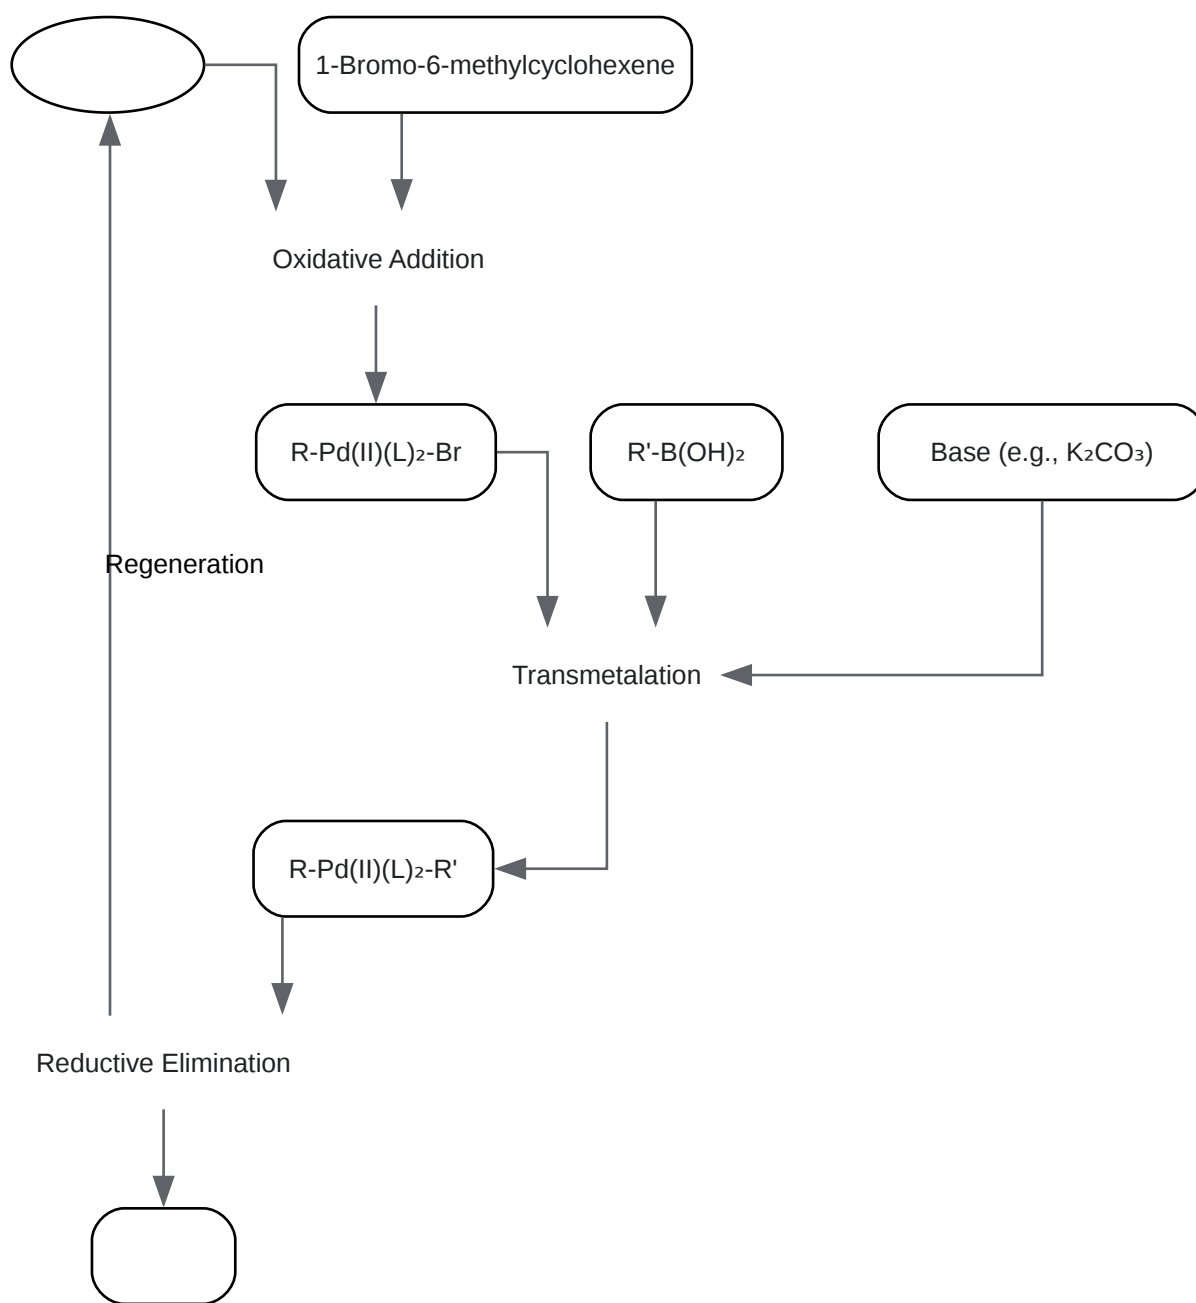 1-Bromo-6-methylcyclohexene
Oxidative Addition
R-Pd(II)(L)₂-Br
R'-B(OH)₂
Base (e.g., K₂CO₃)
Regeneration
Transmetalation
R-Pd(II)(L)₂-R'
Reductive Elimination